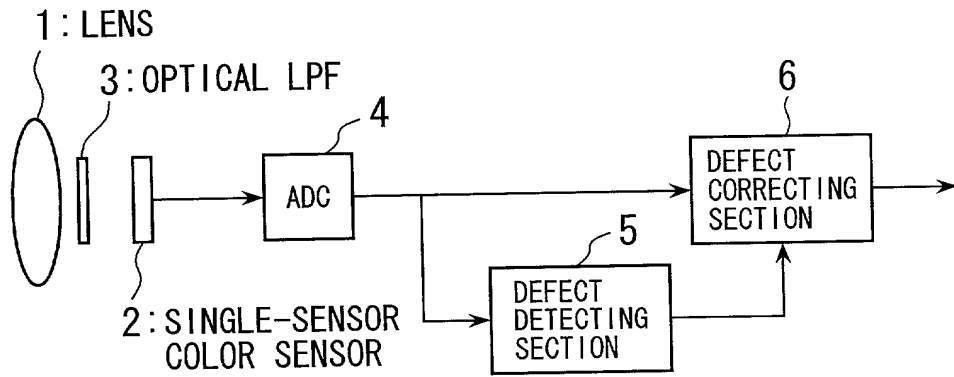 1:LENS
3:OPTICAL LPF
4
6
ADC
DEFECT
CORRECTING
SECTION
5
DEFECT
DETECTING
SECTION
2:SINGLE-SENSOR
COLOR SENSOR